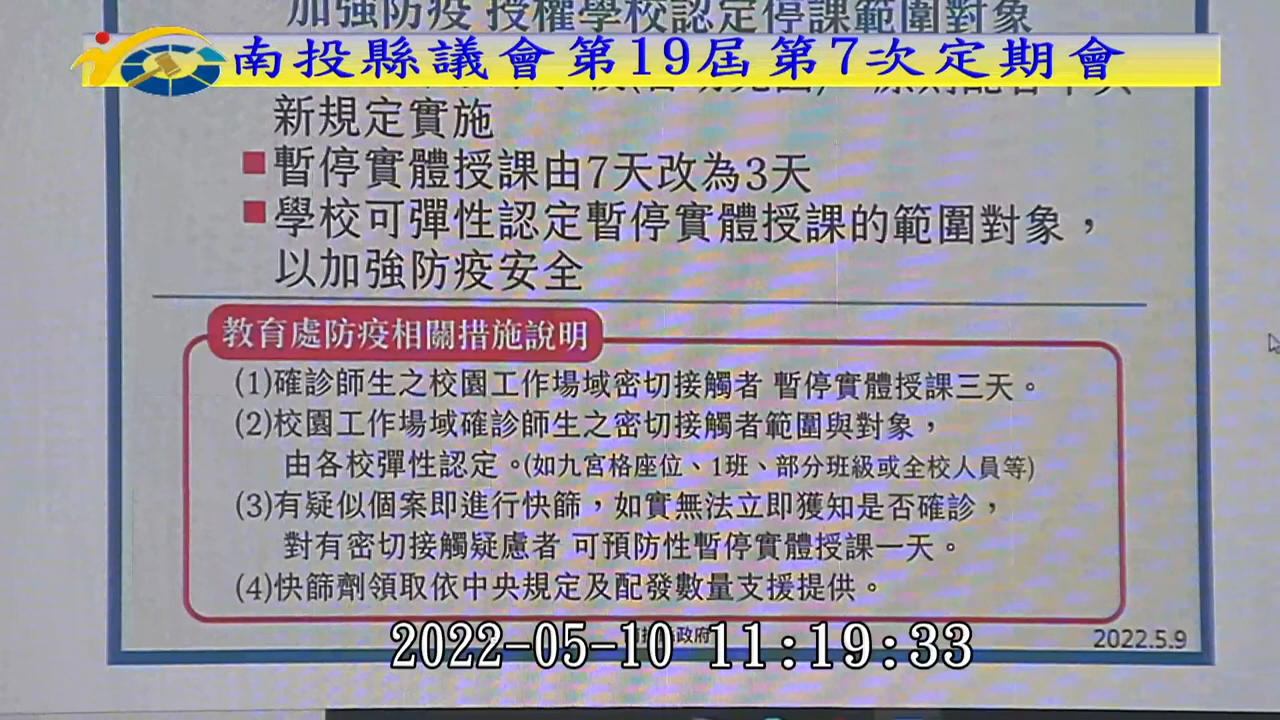 加強防疫 授權學校認定停課範圍對象
南投縣議會第19屆第7次定期會
新規定實施
■暫停實體授課由7天改為3天
■學校可彈性認定暫停實體授課的範圍對象，
以加強防疫安全
教育處防疫相關措施說明
(1)確診師生之校園工作場域密切接觸者 暫停實體授課三天。
(2)校園工作場域確診師生之密切接觸者範圍與對象，
由各校彈性認定。(如九宮格座位、1班、部分班級或全校人員等)
(3)有疑似個案即進行快篩，如實無法立即獲知是否確診，
對有密切接觸疑慮者 可預防性暫停實體授課一天。
(4)快篩劑領取依中央規定及配發數量支援提供。
縣政府
2022.5.9
2022-05-10 11:19:33